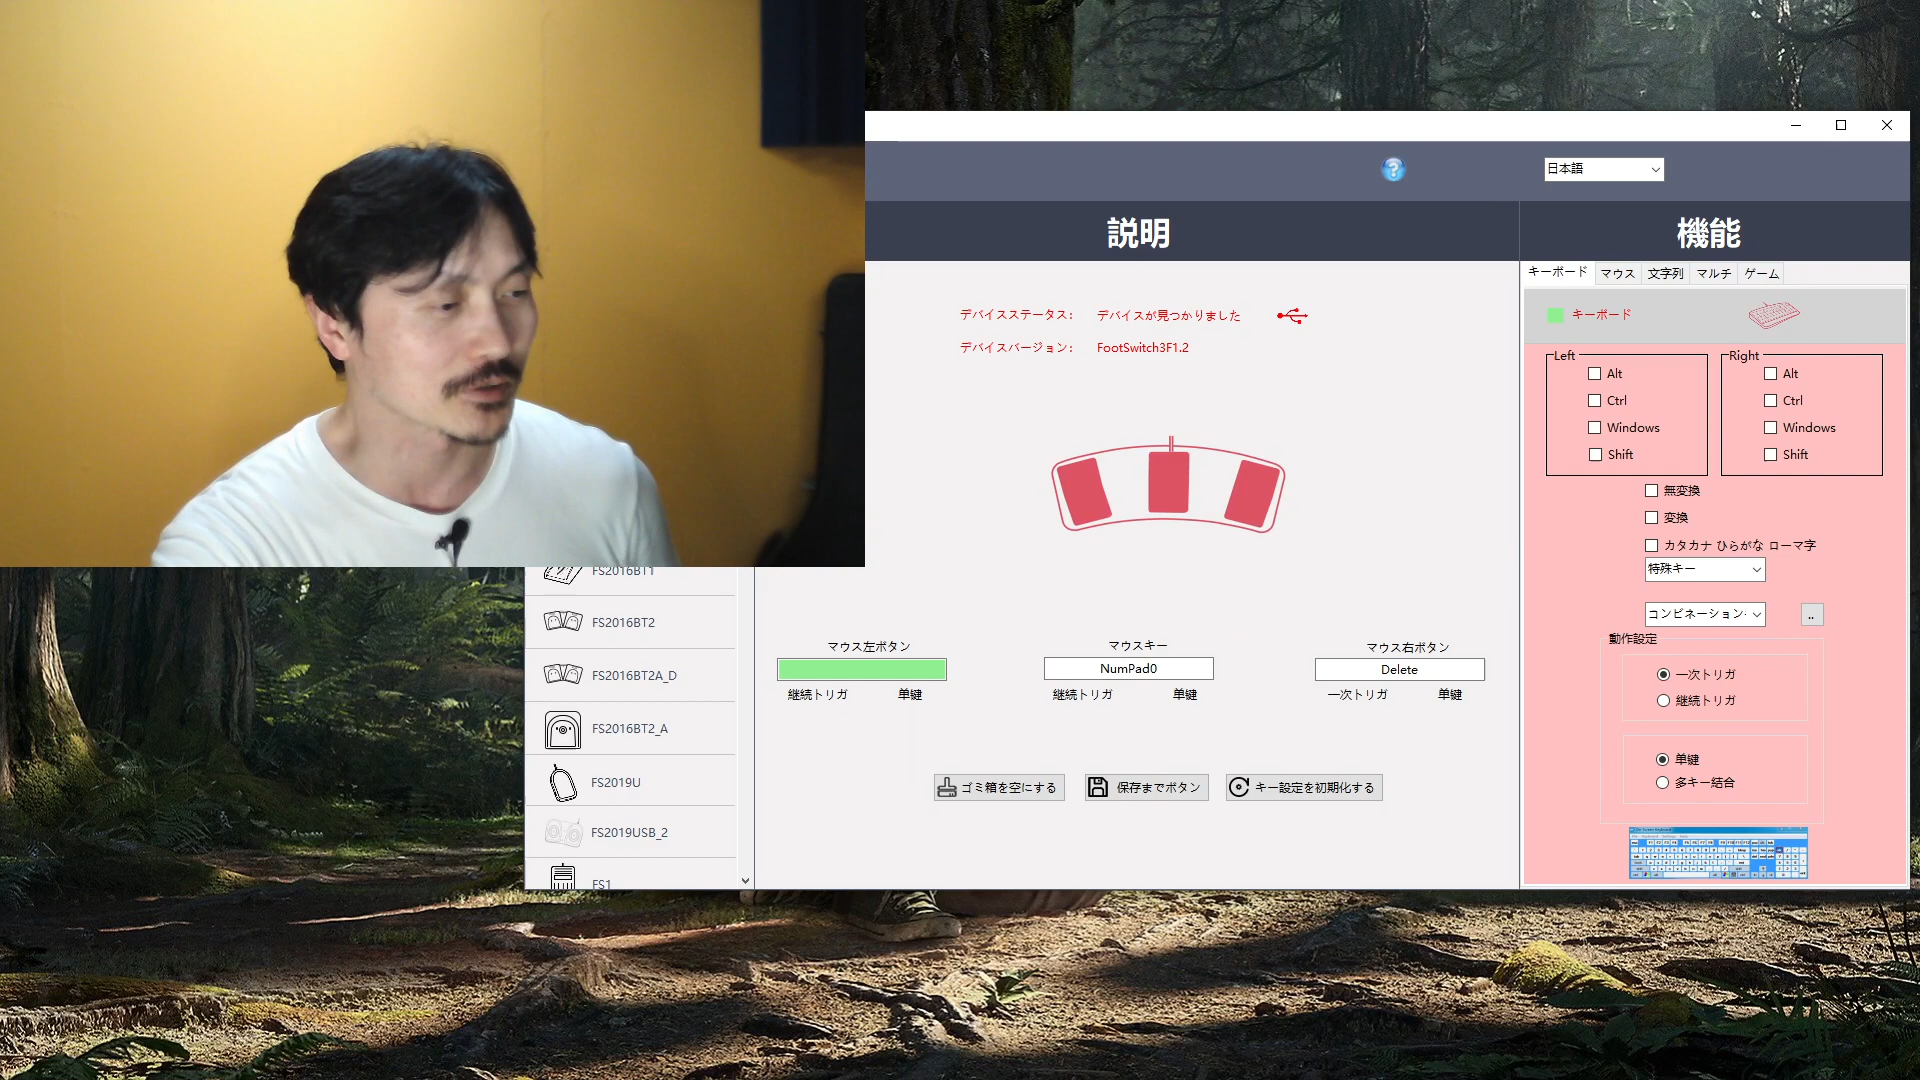 日本語
説明
機能
キーボード マウス 文字列 マルチ ゲーム
デバイスステータス： デバイスが見つかりました
デバイスバージョン： FootSwitch3F1.2
キーボード
Left
Alt
Ctrl
Windows
Shift
Right
Alt
Ctrl
Windows
Shift
無変換
変換
カタカナ ひらがな ローマ字
特殊キー
コンビネーション
..
動作設定
一次トリガ
継続トリガ
単键
多キー結合
FS2016BT1
FS2016BT2
FS2016BT2A_D
FS2016BT2_A
FS2019U
FS2019USB_2
FS1
マウス左ボタン
継続トリガ 単键
マウスキー
NumPad0
継続トリガ 単键
マウス右ボタン
Delete
一次トリガ 単键
ゴミ箱を空にする
保存までボタン
キー設定を初期化する